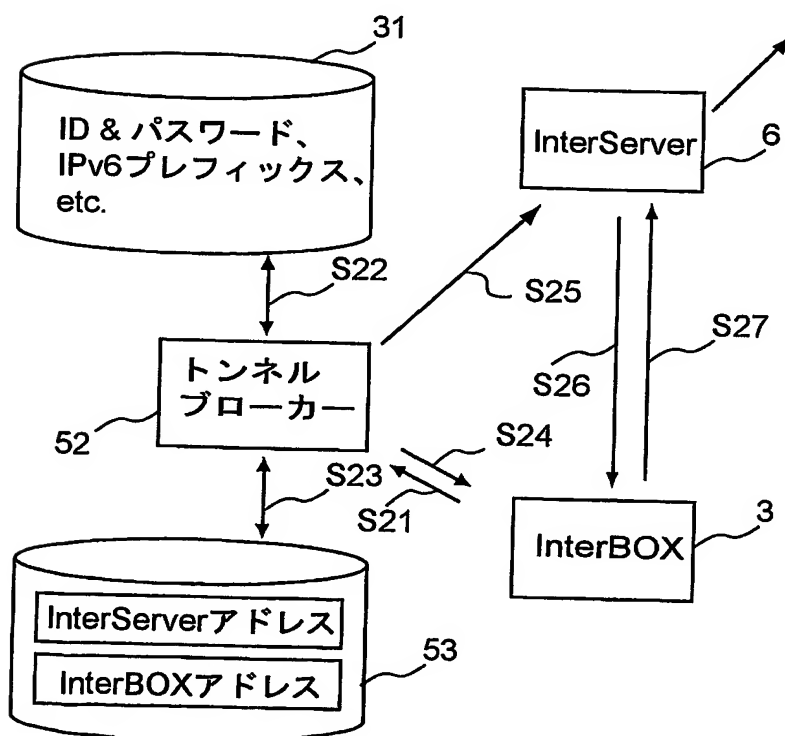 31
ID & パスワード、
IPv6プレフィックス、
etc.
InterServer
6
S22
S25
S27
S26
トンネル
ブローカー
52
S24
S23
S21
InterBOX
3
InterServerアドレス
InterBOXアドレス
53